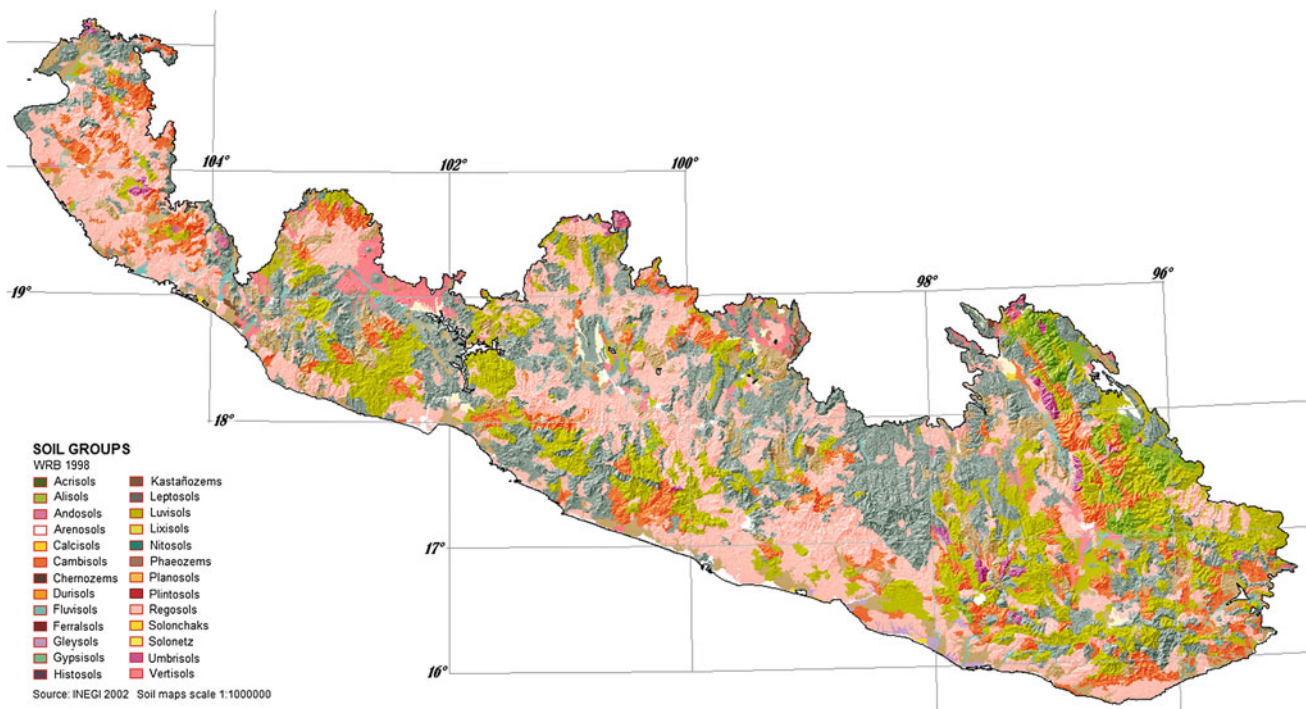 104°
102°
100°
98°
96°
19°
18°
17°
16°
SOIL GROUPS
WRB 1998
Acrisols
Alisols
Andosols
Arenosols
Calcisols
Cambisols
Chernozems
Durisols
Fluvisols
Ferralsols
Gleysols
Gypsisols
Histosols
Kastañozems
Leptosols
Luvisols
Lixisols
Nitosols
Phaeozems
Planosols
Plintosols
Regosols
Solonchaks
Solonetz
Umbrisols
Vertisols
Source: INEGI 2002 Soil maps scale 1:1000000